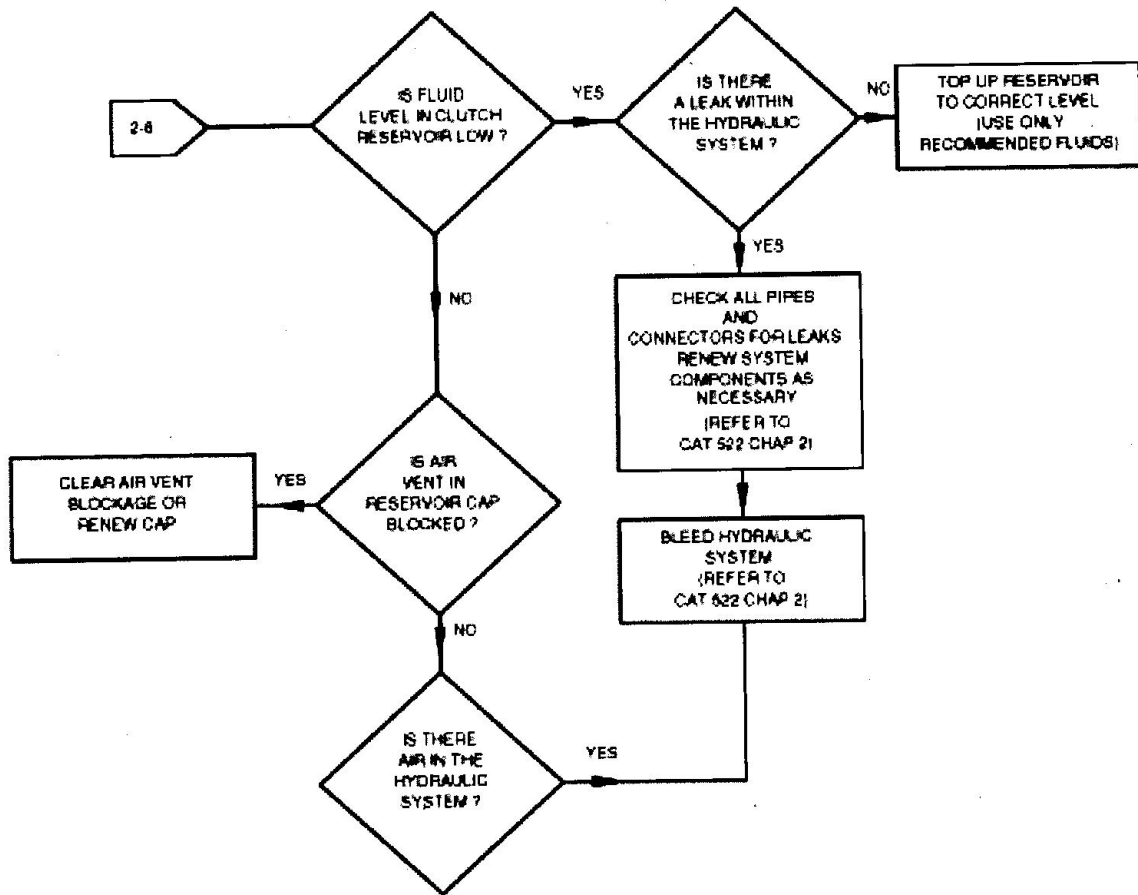 2-6
IS FLUID
LEVEL IN CLUTCH
RESERVOIR LOW ?
YES
IS THERE
A LEAK WITHIN
THE HYDRAULIC
SYSTEM ?
NO
TOP UP RESERVOIR
TO CORRECT LEVEL
(USE ONLY
RECOMMENDED FLUIDS)
YES
NO
CHECK ALL PIPES
AND
CONNECTORS FOR LEAKS
RENEW SYSTEM
COMPONENTS AS
NECESSARY
(REFER TO
CAT 522 CHAP 2)
CLEAR AIR VENT
BLOCKAGE OR
RENEW CAP
YES
IS AIR
VENT IN
RESERVOIR CAP
BLOCKED ?
BLEED HYDRAULIC
SYSTEM
(REFER TO
CAT 522 CHAP 2)
NO
IS THERE
AIR IN THE
HYDRAULIC
SYSTEM ?
YES